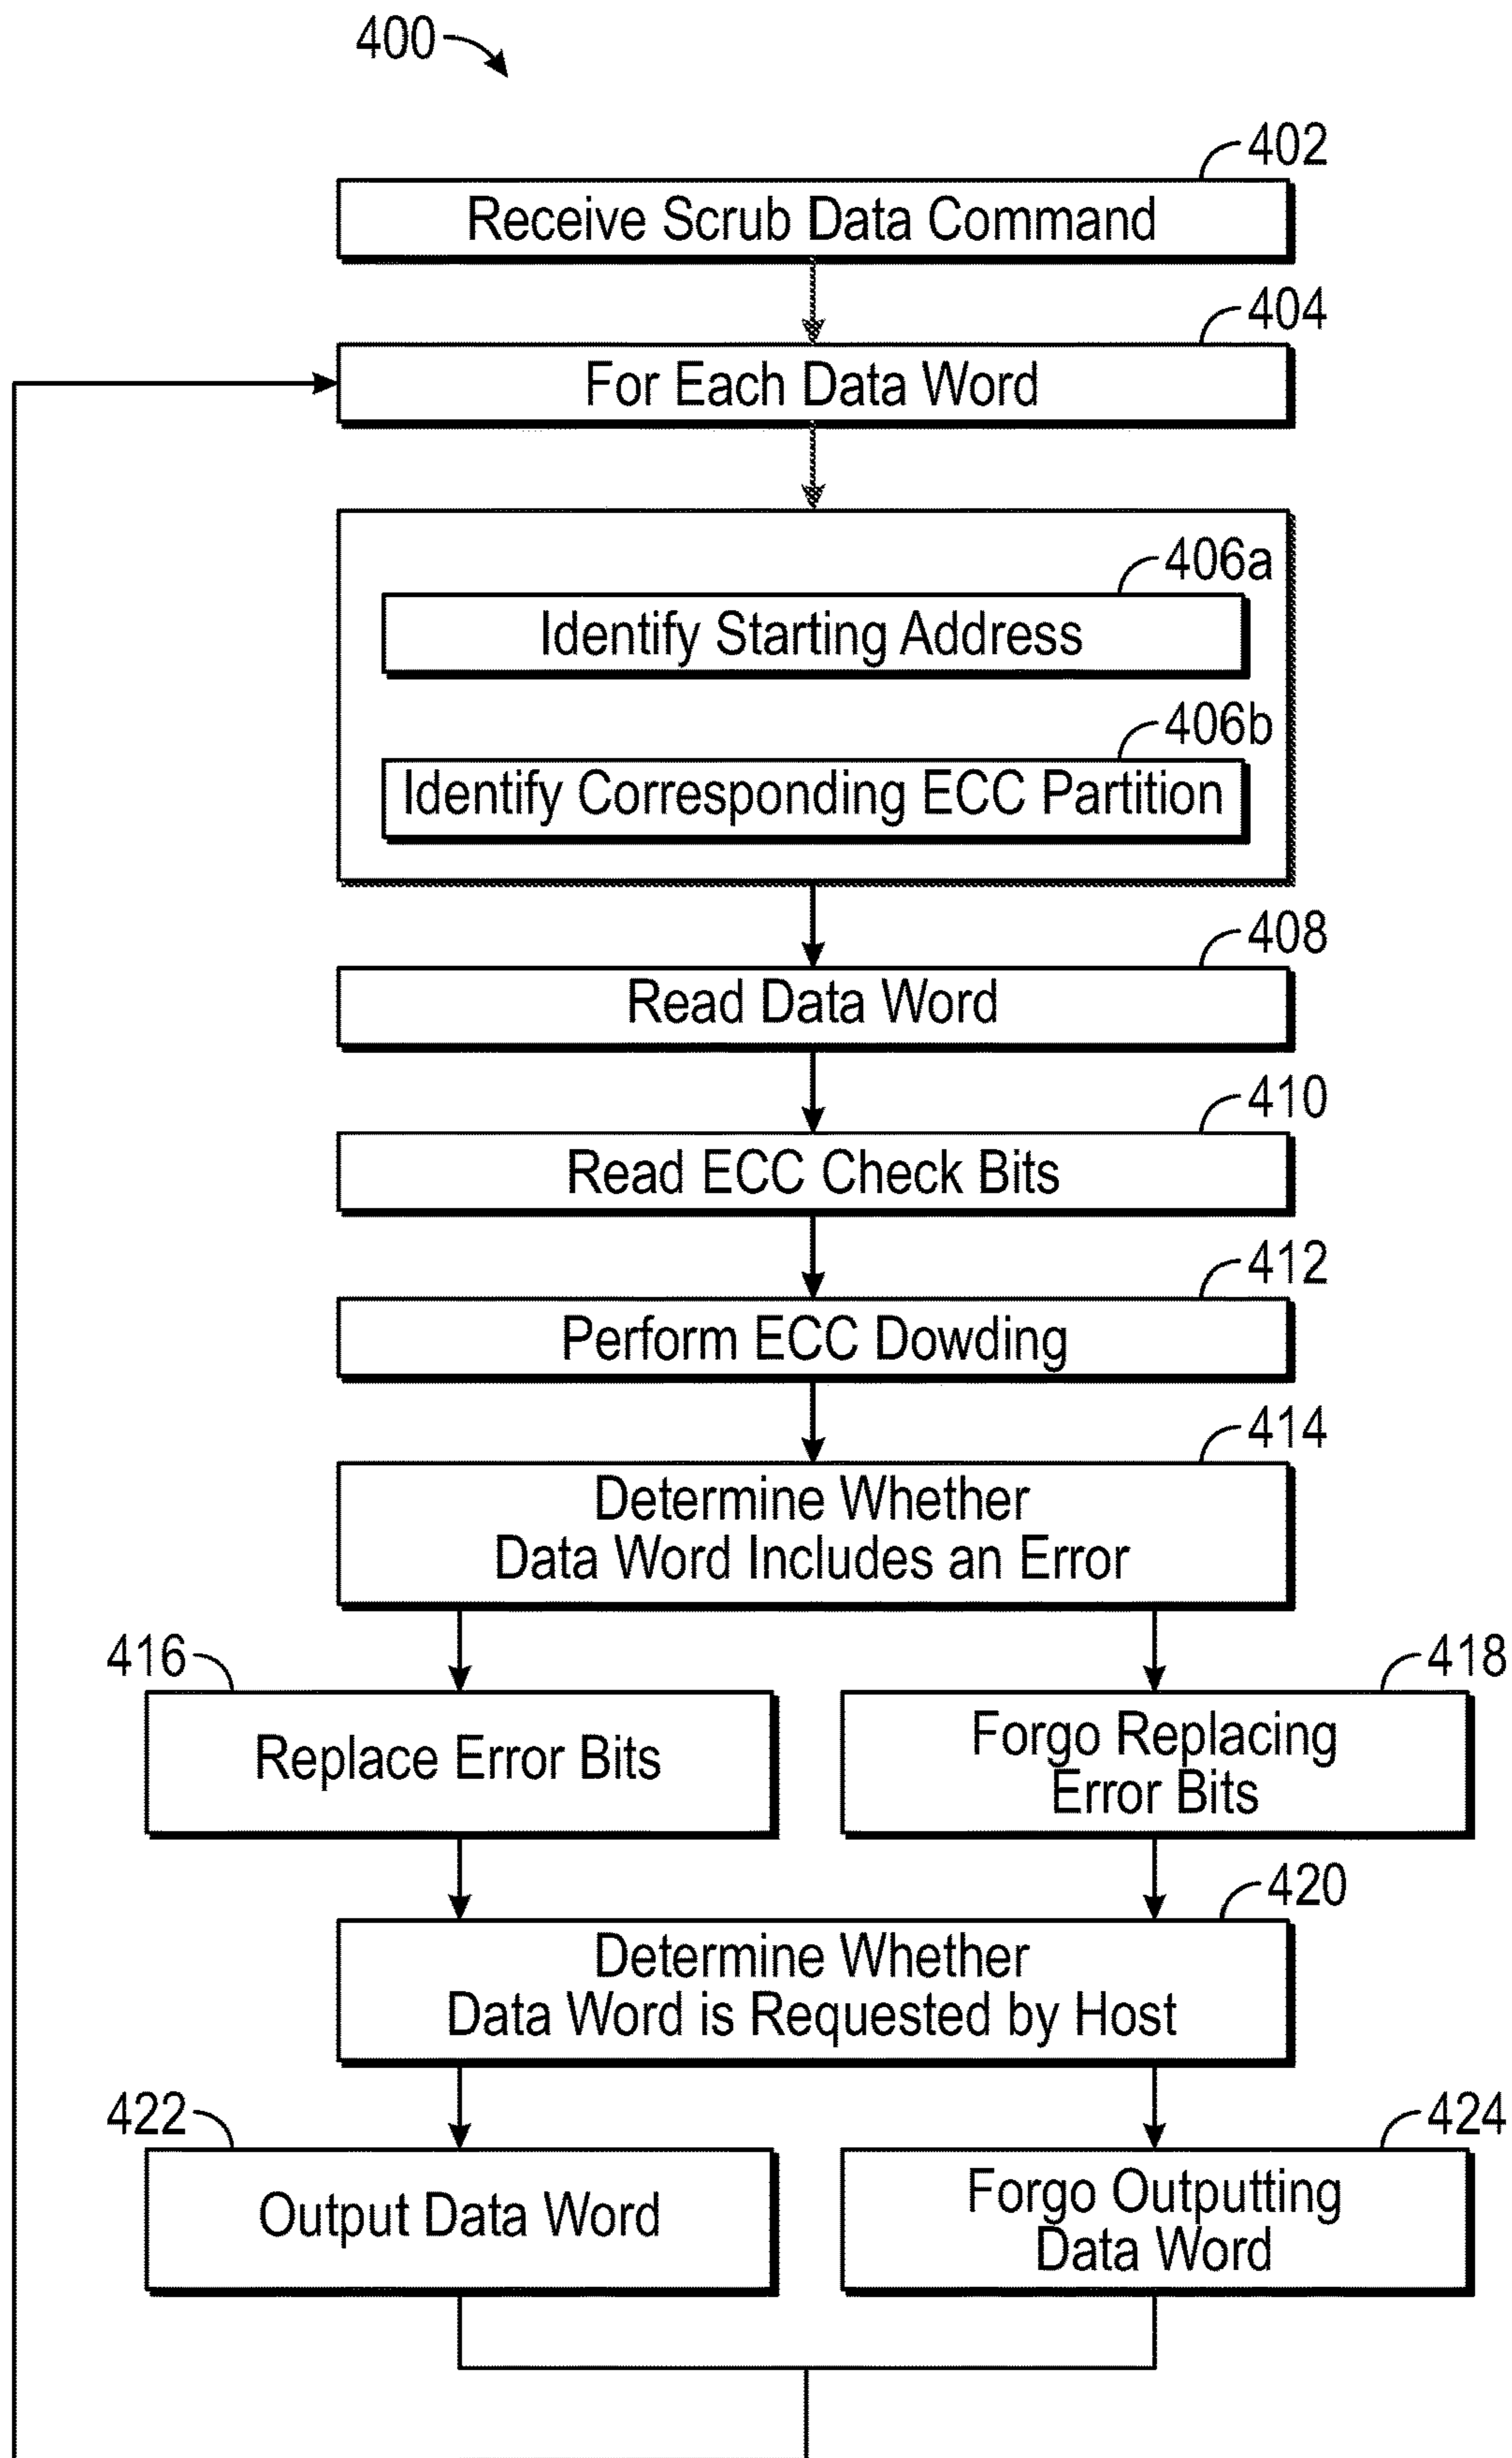 400
402
Receive Scrub Data Command
404
For Each Data Word
406a
Identify Starting Address
406b
Identify Corresponding ECC Partition
408
Read Data Word
410
Read ECC Check Bits
412
Perform ECC Dowding
414
Determine Whether
Data Word Includes an Error
416
Replace Error Bits
418
Forgo Replacing
Error Bits
420
Determine Whether
Data Word is Requested by Host
422
Output Data Word
424
Forgo Outputting
Data Word